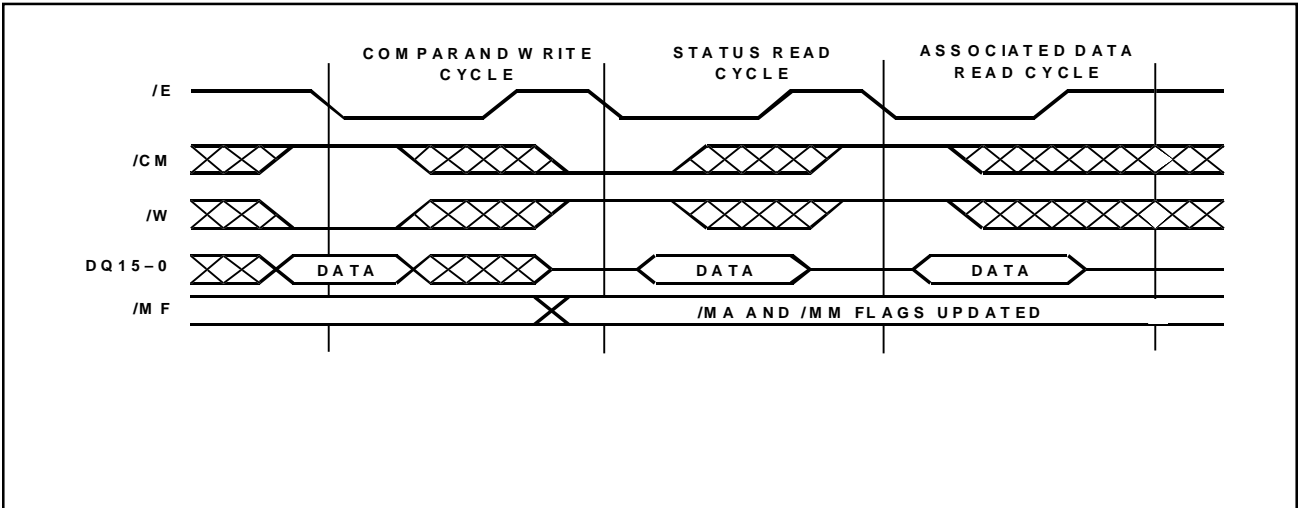 COMPARAND WRITE
CYCLE
STATUS READ
CYCLE
ASSOCIATED DATA
READ CYCLE
/E
/CM
/W
DQ15–0
DATA
DATA
DATA
/MF
/MA AND /MM FLAGS UPDATED